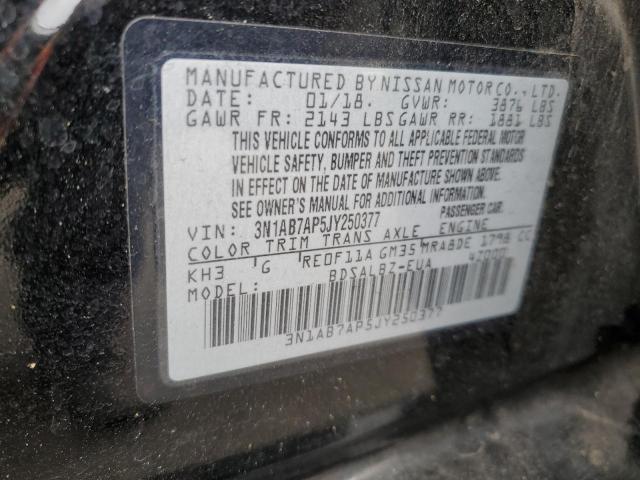 MANUFACTURED BY NISSAN MOTOR CO., LTD.
DATE: 01/18. GVWR: 3876 LBS
GAWR FR: 2143 LBS GAWR RR: 1881 LBS
THIS VEHICLE CONFORMS TO ALL APPLICABLE FEDERAL MOTOR
VEHICLE SAFETY, BUMPER AND THEFT PREVENTION STANDARDS
IN EFFECT ON THE DATE OF MANUFACTURE SHOWN ABOVE.
SEE OWNER'S MANUAL FOR ADDITIONAL INFORMATION.
VIN: 3N1AB7AP5JY250377 PASSENGER CAR
COLOR TRIM TRANS AXLE ENGINE
KH3 G RE0F11A GM35 MRA8DE 1798 CC
MODEL: BDSALBZ-EUA
3N1AB7AP5JY250377